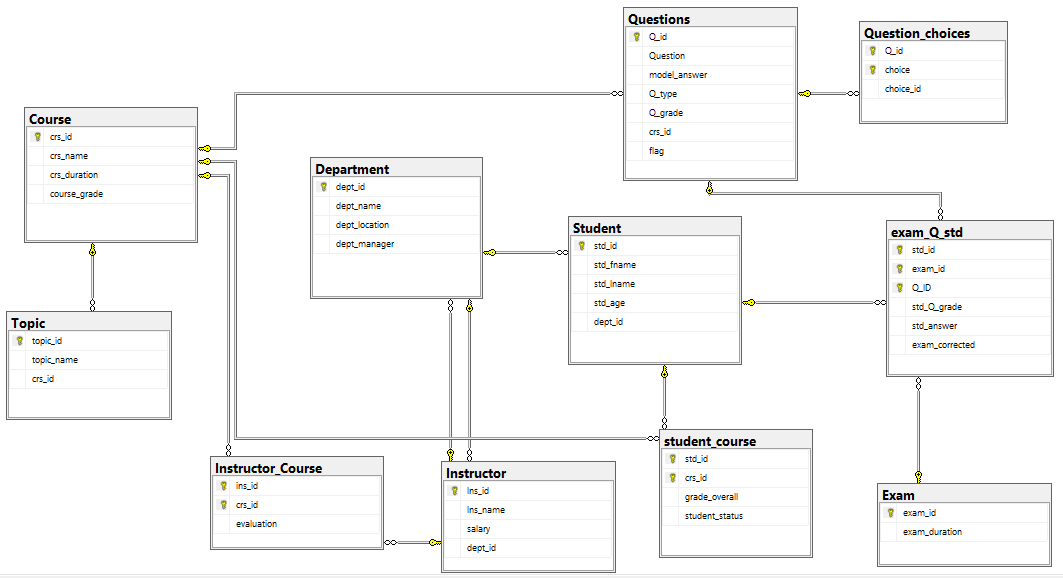 Questions
Q_id
Question
model_answer
Q_type
Q_grade
crs_id
flag
Question_choices
Q_id
choice
choice_id
Course
crs_id
crs_name
crs_duration
course_grade
Department
dept_id
dept_name
dept_location
dept_manager
Student
std_id
std_fname
std_lname
std_age
dept_id
exam_Q_std
std_id
exam_id
Q_ID
std_Q_grade
std_answer
exam_corrected
Topic
topic_id
topic_name
crs_id
Instructor_Course
ins_id
crs_id
evaluation
Instructor
Ins_id
Ins_name
salary
dept_id
student_course
std_id
crs_id
grade_overall
student_status
Exam
exam_id
exam_duration